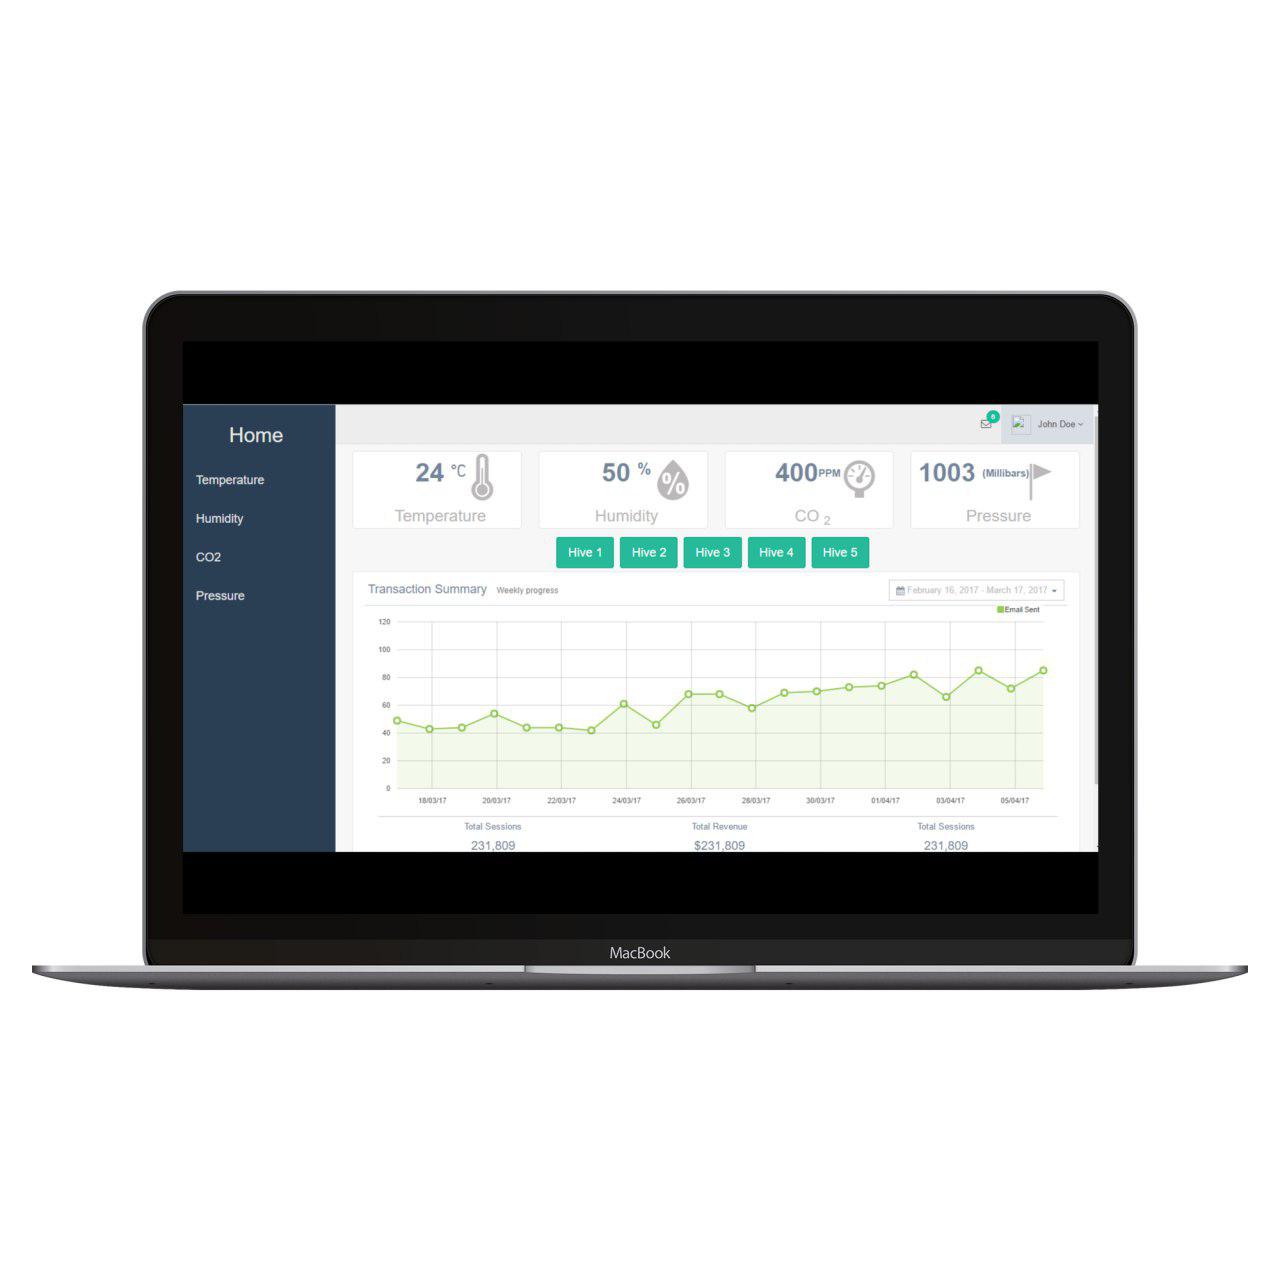 Home
Temperature
Humidity
CO2
Pressure
6
John Doe
24 °C
Temperature
50 %
%
Humidity
400 PPM
CO 2
1003 (Millibars)
Pressure
Hive 1 Hive 2 Hive 3 Hive 4 Hive 5
Transaction Summary Weekly progress
February 16, 2017 - March 17, 2017
Email Sent
120
100
80
60
40
20
0
18/03/17 20/03/17 22/03/17 24/03/17 26/03/17 28/03/17 30/03/17 01/04/17 03/04/17 05/04/17
Total Sessions Total Revenue Total Sessions
231,809 $231,809 231,809
MacBook